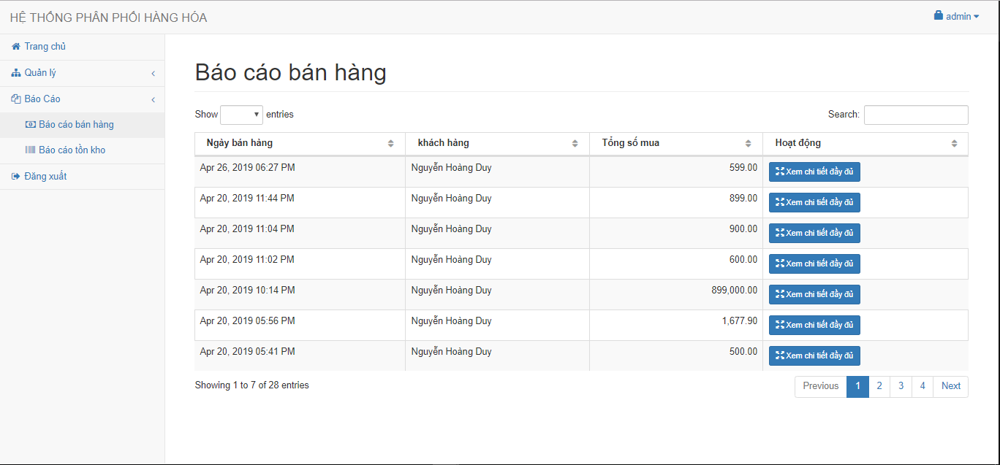 HỆ THỐNG PHÂN PHỐI HÀNG HÓA
admin
Trang chủ
Quản lý
Báo Cáo
Báo cáo bán hàng
Báo cáo tồn kho
Đăng xuất
Báo cáo bán hàng
Show entries
Search:
Ngày bán hàng khách hàng Tổng số mua Hoạt động
Apr 26, 2019 06:27 PM Nguyễn Hoàng Duy 599.00 Xem chi tiết đầy đủ
Apr 20, 2019 11:44 PM Nguyễn Hoàng Duy 899.00 Xem chi tiết đầy đủ
Apr 20, 2019 11:04 PM Nguyễn Hoàng Duy 900.00 Xem chi tiết đầy đủ
Apr 20, 2019 11:02 PM Nguyễn Hoàng Duy 600.00 Xem chi tiết đầy đủ
Apr 20, 2019 10:14 PM Nguyễn Hoàng Duy 899,000.00 Xem chi tiết đầy đủ
Apr 20, 2019 05:56 PM Nguyễn Hoàng Duy 1,677.90 Xem chi tiết đầy đủ
Apr 20, 2019 05:41 PM Nguyễn Hoàng Duy 500.00 Xem chi tiết đầy đủ
Showing 1 to 7 of 28 entries
Previous 1 2 3 4 Next